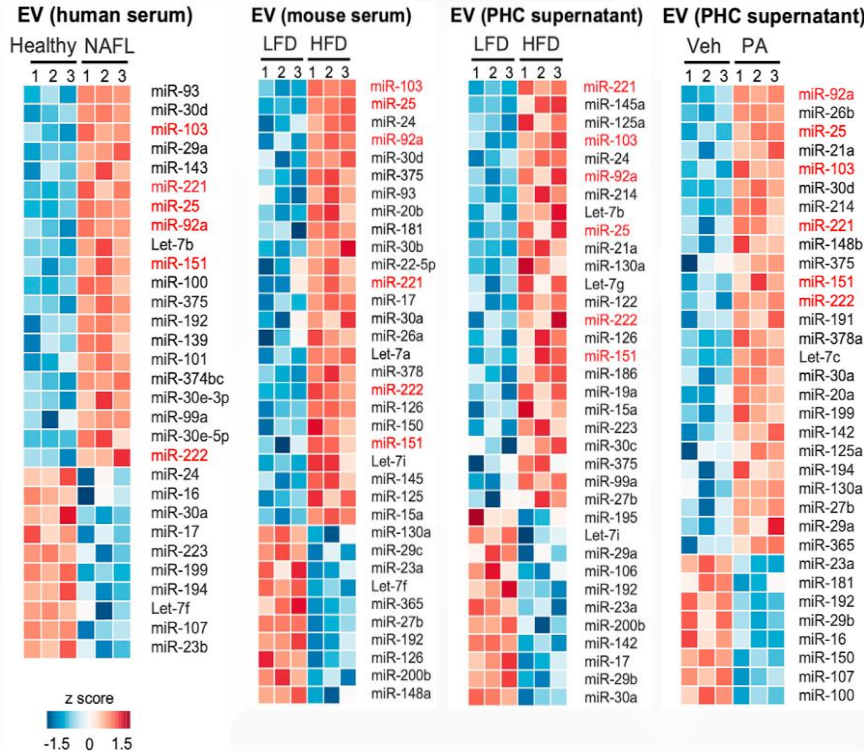 EV (human serum)
Healthy NAFL
1 2 3 1 2 3
miR-93
miR-30d
miR-103
miR-29a
miR-143
miR-221
miR-25
miR-92a
Let-7b
miR-151
miR-100
miR-375
miR-192
miR-139
miR-101
miR-374bc
miR-30e-3p
miR-99a
miR-30e-5p
miR-222
miR-24
miR-16
miR-30a
miR-17
miR-223
miR-199
miR-194
Let-7f
miR-107
miR-23b
z score
-1.5 0 1.5
EV (mouse serum)
LFD HFD
1 2 3 1 2 3
miR-103
miR-25
miR-24
miR-92a
miR-30d
miR-375
miR-93
miR-20b
miR-181
miR-30b
miR-22-5p
miR-221
miR-17
miR-30a
miR-26a
Let-7a
miR-378
miR-222
miR-126
miR-150
miR-151
Let-7i
miR-145
miR-125
miR-15a
miR-130a
miR-29c
miR-23a
Let-7f
miR-365
miR-27b
miR-192
miR-126
miR-200b
miR-148a
EV (PHC supernatant)
LFD HFD
1 2 3 1 2 3
miR-221
miR-145a
miR-125a
miR-103
miR-24
miR-92a
miR-214
Let-7b
miR-25
miR-21a
miR-130a
Let-7g
miR-122
miR-222
miR-126
miR-151
miR-186
miR-19a
miR-15a
miR-223
miR-30c
miR-375
miR-99a
miR-27b
miR-195
Let-7i
miR-29a
miR-106
miR-192
miR-23a
miR-200b
miR-142
miR-17
miR-29b
miR-30a
EV (PHC supernatant)
Veh PA
1 2 3 1 2 3
miR-92a
miR-26b
miR-25
miR-21a
miR-103
miR-30d
miR-214
miR-221
miR-148b
miR-375
miR-151
miR-222
miR-191
miR-378a
Let-7c
miR-30a
miR-20a
miR-199
miR-142
miR-125a
miR-194
miR-130a
miR-27b
miR-29a
miR-365
miR-23a
miR-181
miR-192
miR-29b
miR-16
miR-150
miR-107
miR-100